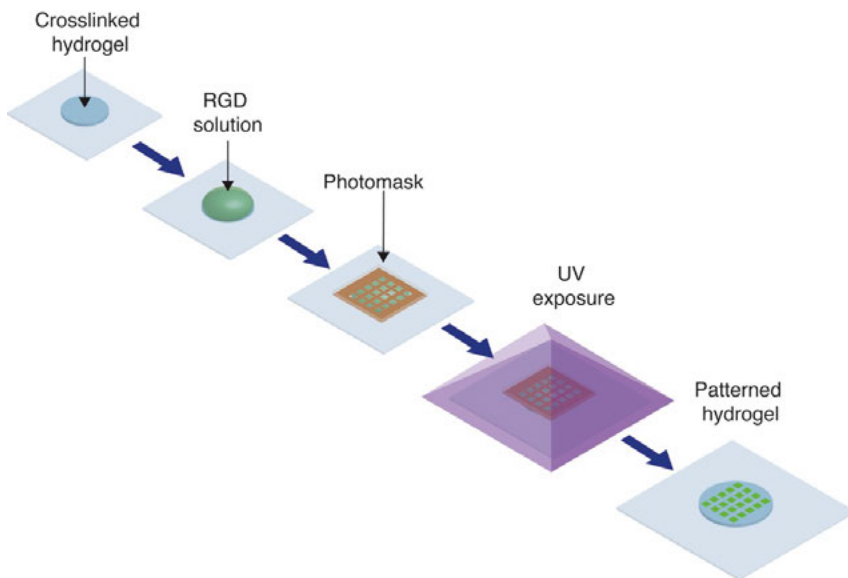 Crosslinked
hydrogel
RGD
solution
Photomask
UV
exposure
Patterned
hydrogel